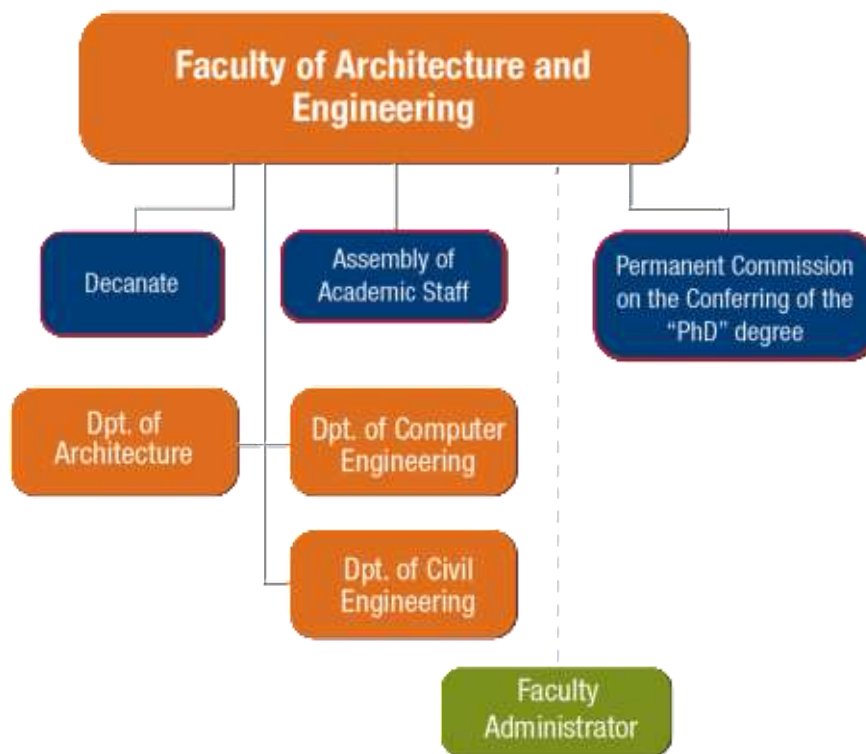 Faculty of Architecture and
Engineering
Decanate
Assembly of
Academic Staff
Permanent Commission
on the Conferring of the
“PhD” degree
Dpt. of
Architecture
Dpt. of Computer
Engineering
Dpt. of Civil
Engineering
Faculty
Administrator